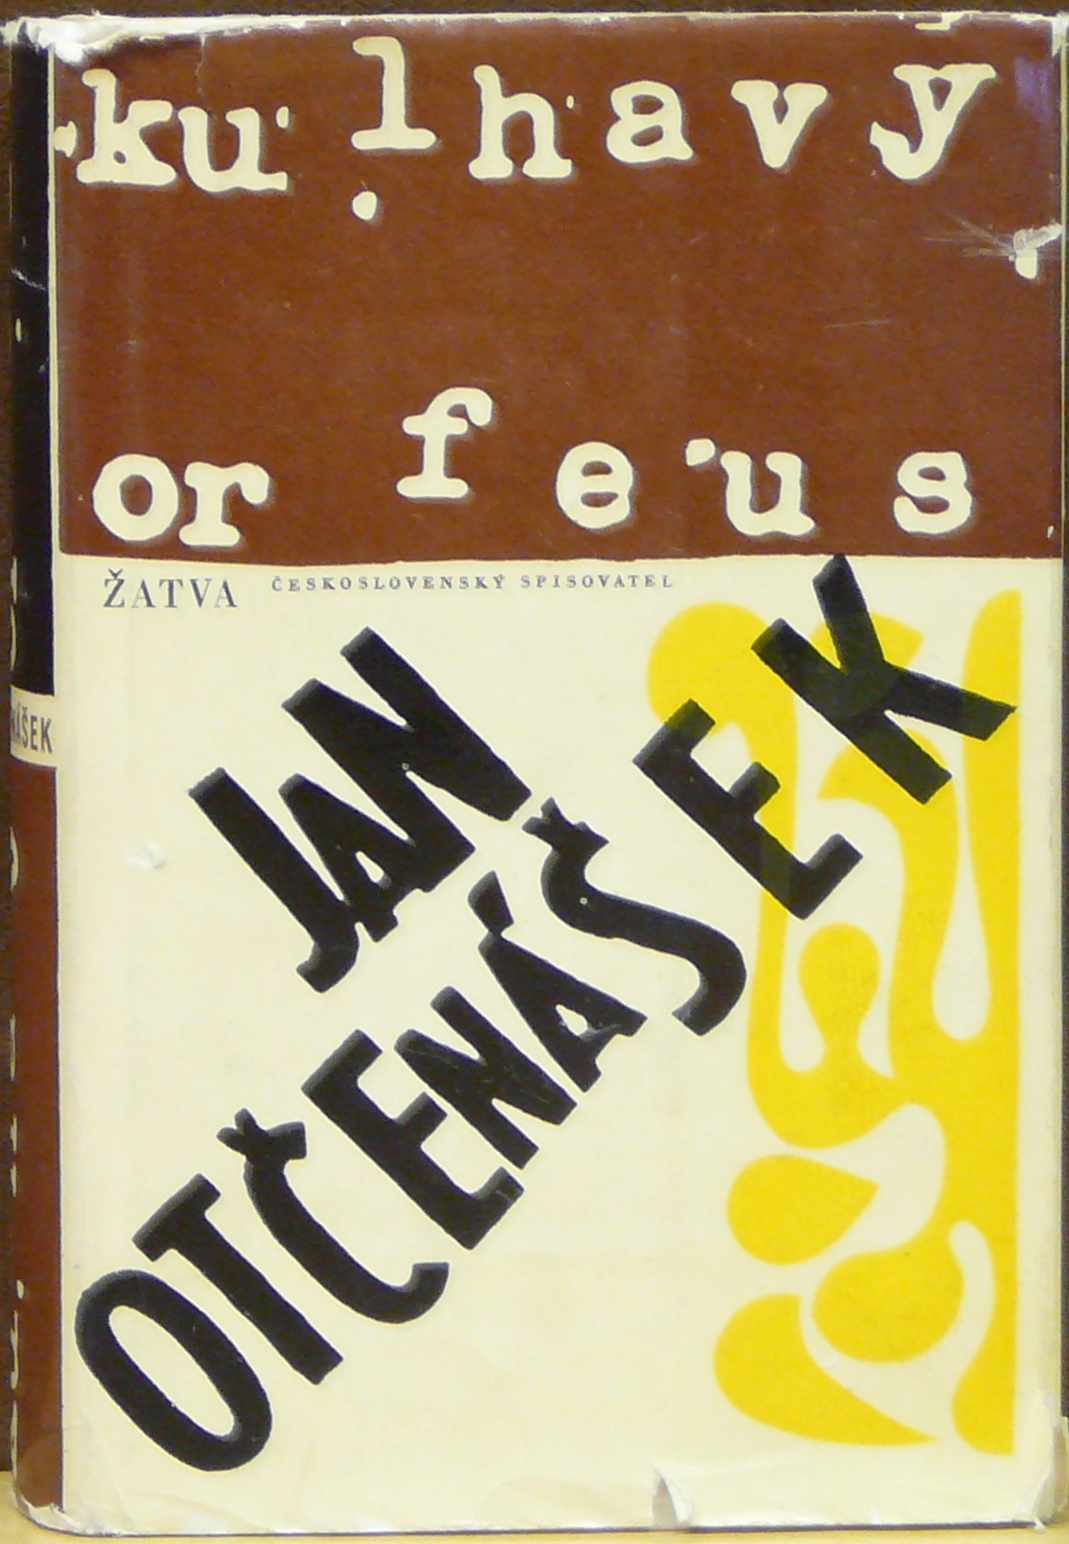 kulhavý
orfeus
ŽATVA ČESKOSLOVENSKÝ SPISOVATEL
JAN
OTČENÁŠEK